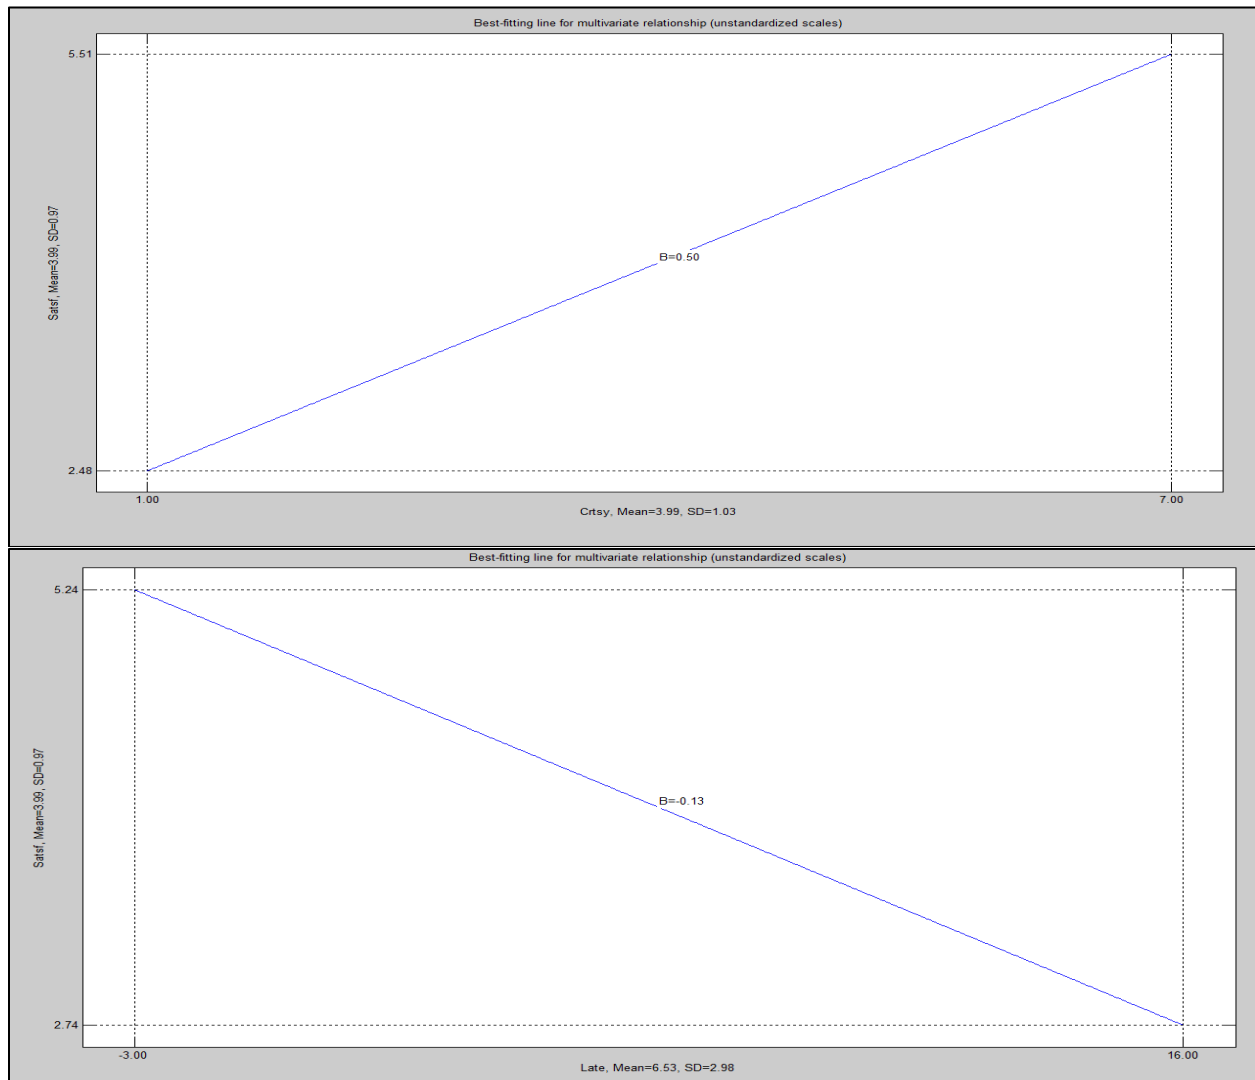 Best-fitting line for multivariate relationship (unstandardized scales)
5.51
Satsf, Mean=3.99, SD=0.97
B=0.50
2.48
1.00
7.00
Crtsy, Mean=3.99, SD=1.03
Best-fitting line for multivariate relationship (unstandardized scales)
5.24
Satsf, Mean=3.99, SD=0.97
B=-0.13
2.74
-3.00
16.00
Late, Mean=6.53, SD=2.98